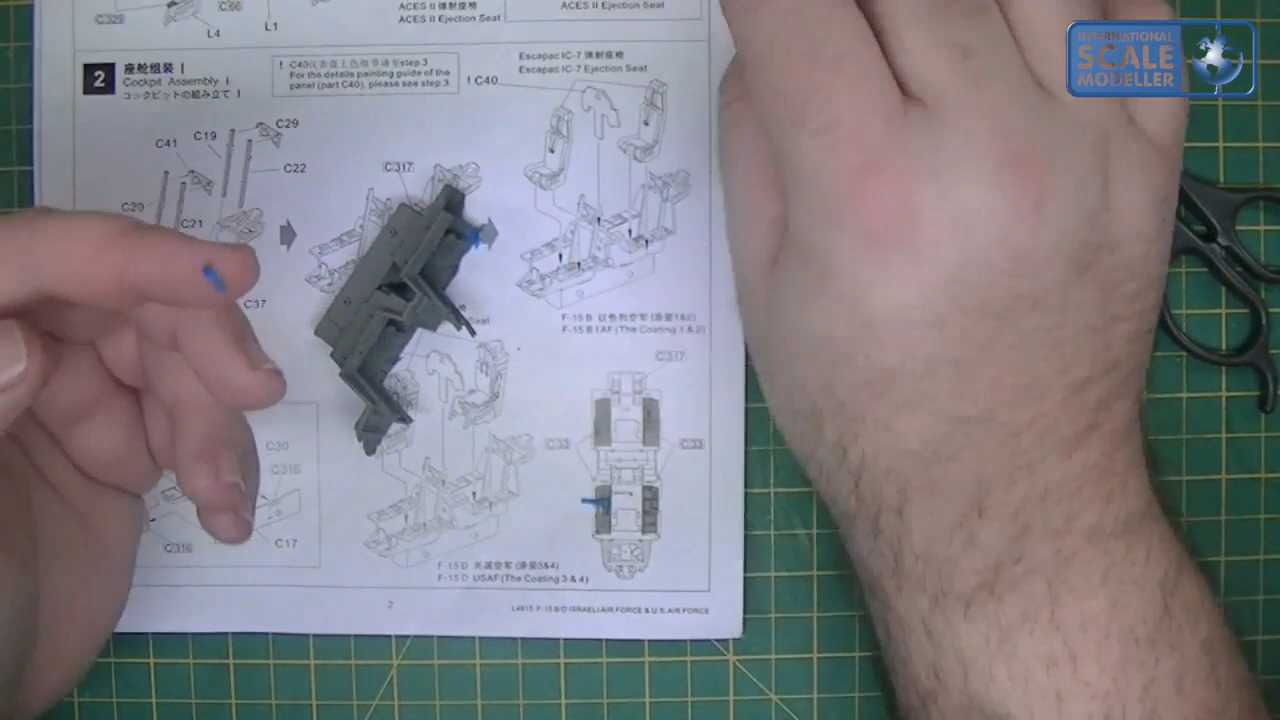 C329
C66
L4
L1
ACES II 弹射座椅
ACES II Ejection Seat
ACES II Ejection Seat
2
座舱组装 I
Cockpit Assembly I
コックピットの組み立て I
! C40
step 3
For the details painting guide of the
panel (part C40), please see step 3.
Escapac IC-7 弹射座椅
Escapac IC-7 Ejection Seat
! C40
C29
C19
C41
C22
C20
C21
C317
C37
Seat
F-15 B 以色列空军 (涂装1&2)
F-15 B IAF (The Coating 1 & 2)
C317
C33
C33
C30
C316
C17
C316
F-15 D 美国空军 (涂装3&4)
F-15 D USAF (The Coating 3 & 4)
2
L4815 F-15 B/D ISRAELI AIR FORCE & U.S. AIR FORCE
INTERNATIONAL
SCALE
MODELLER